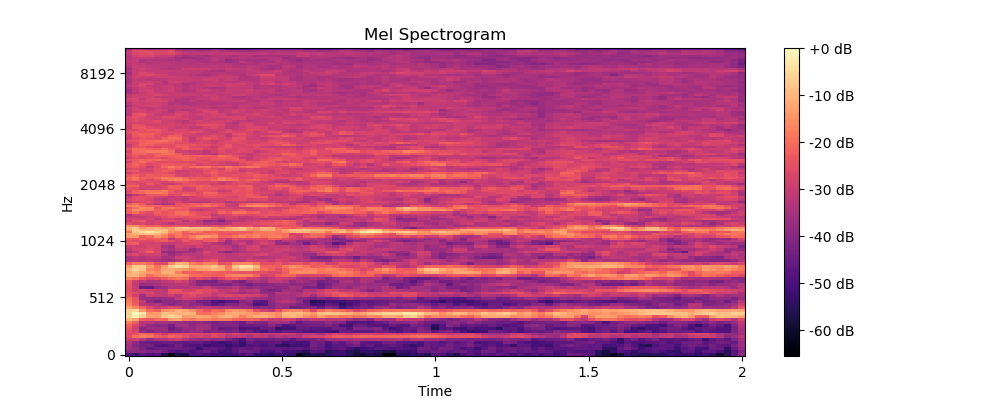 Mel Spectrogram
8192
4096
2048
1024
512
0
Hz
0
0.5
1
1.5
2
Time
+0 dB
-10 dB
-20 dB
-30 dB
-40 dB
-50 dB
-60 dB